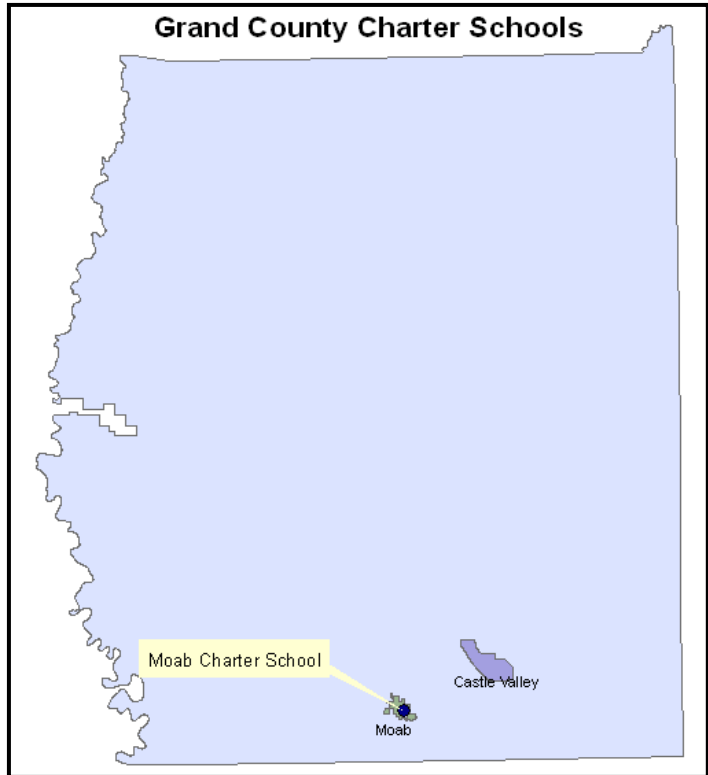 Grand County Charter Schools
Moab Charter School
Castle Valley
Moab